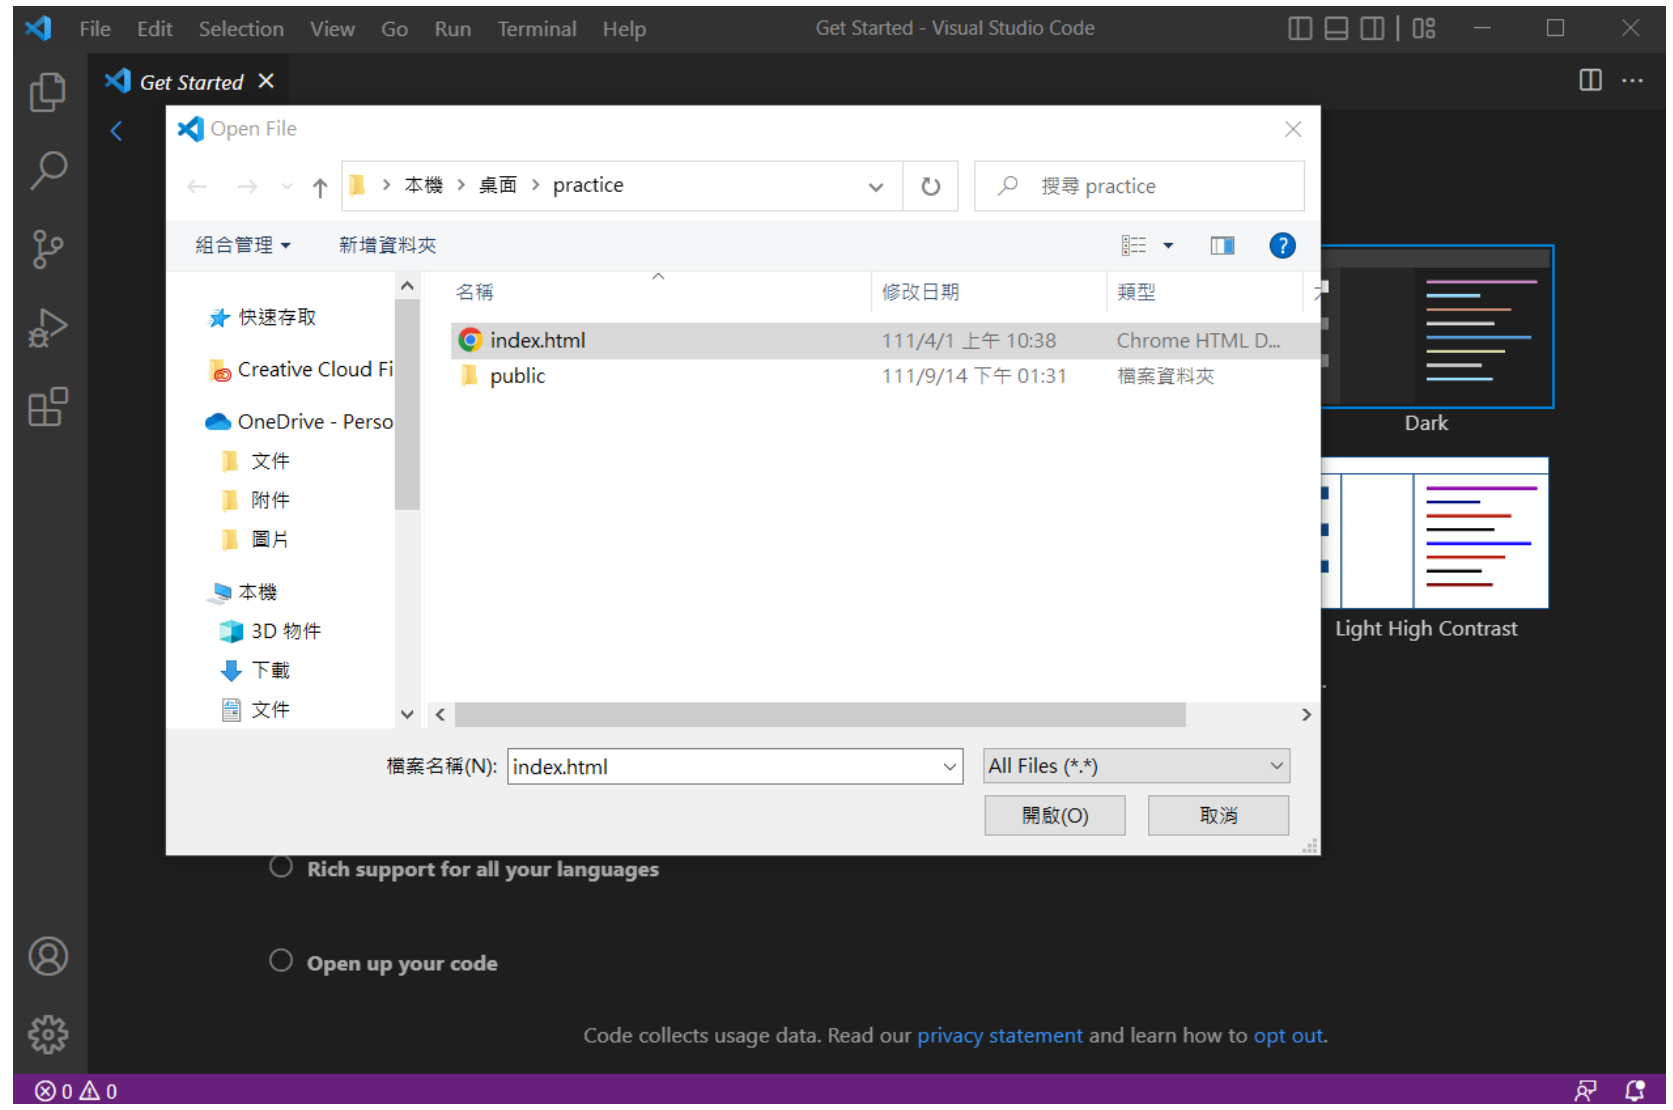 File Edit Selection View Go Run Terminal Help Get Started - Visual Studio Code
Get Started
Open File
本機 > 桌面 > practice
搜尋 practice
組合管理 新增資料夾
名稱 修改日期 類型
快速存取
index.html 111/4/1 上午 10:38 Chrome HTML D...
Creative Cloud Fi
public 111/9/14 下午 01:31 檔案資料夾
OneDrive - Perso
文件
附件
圖片
本機
3D 物件
下載
文件
Dark
Light High Contrast
檔案名稱(N): index.html All Files (*.*)
開啟(O) 取消
Rich support for all your languages
Open up your code
Code collects usage data. Read our privacy statement and learn how to opt out.
0 0